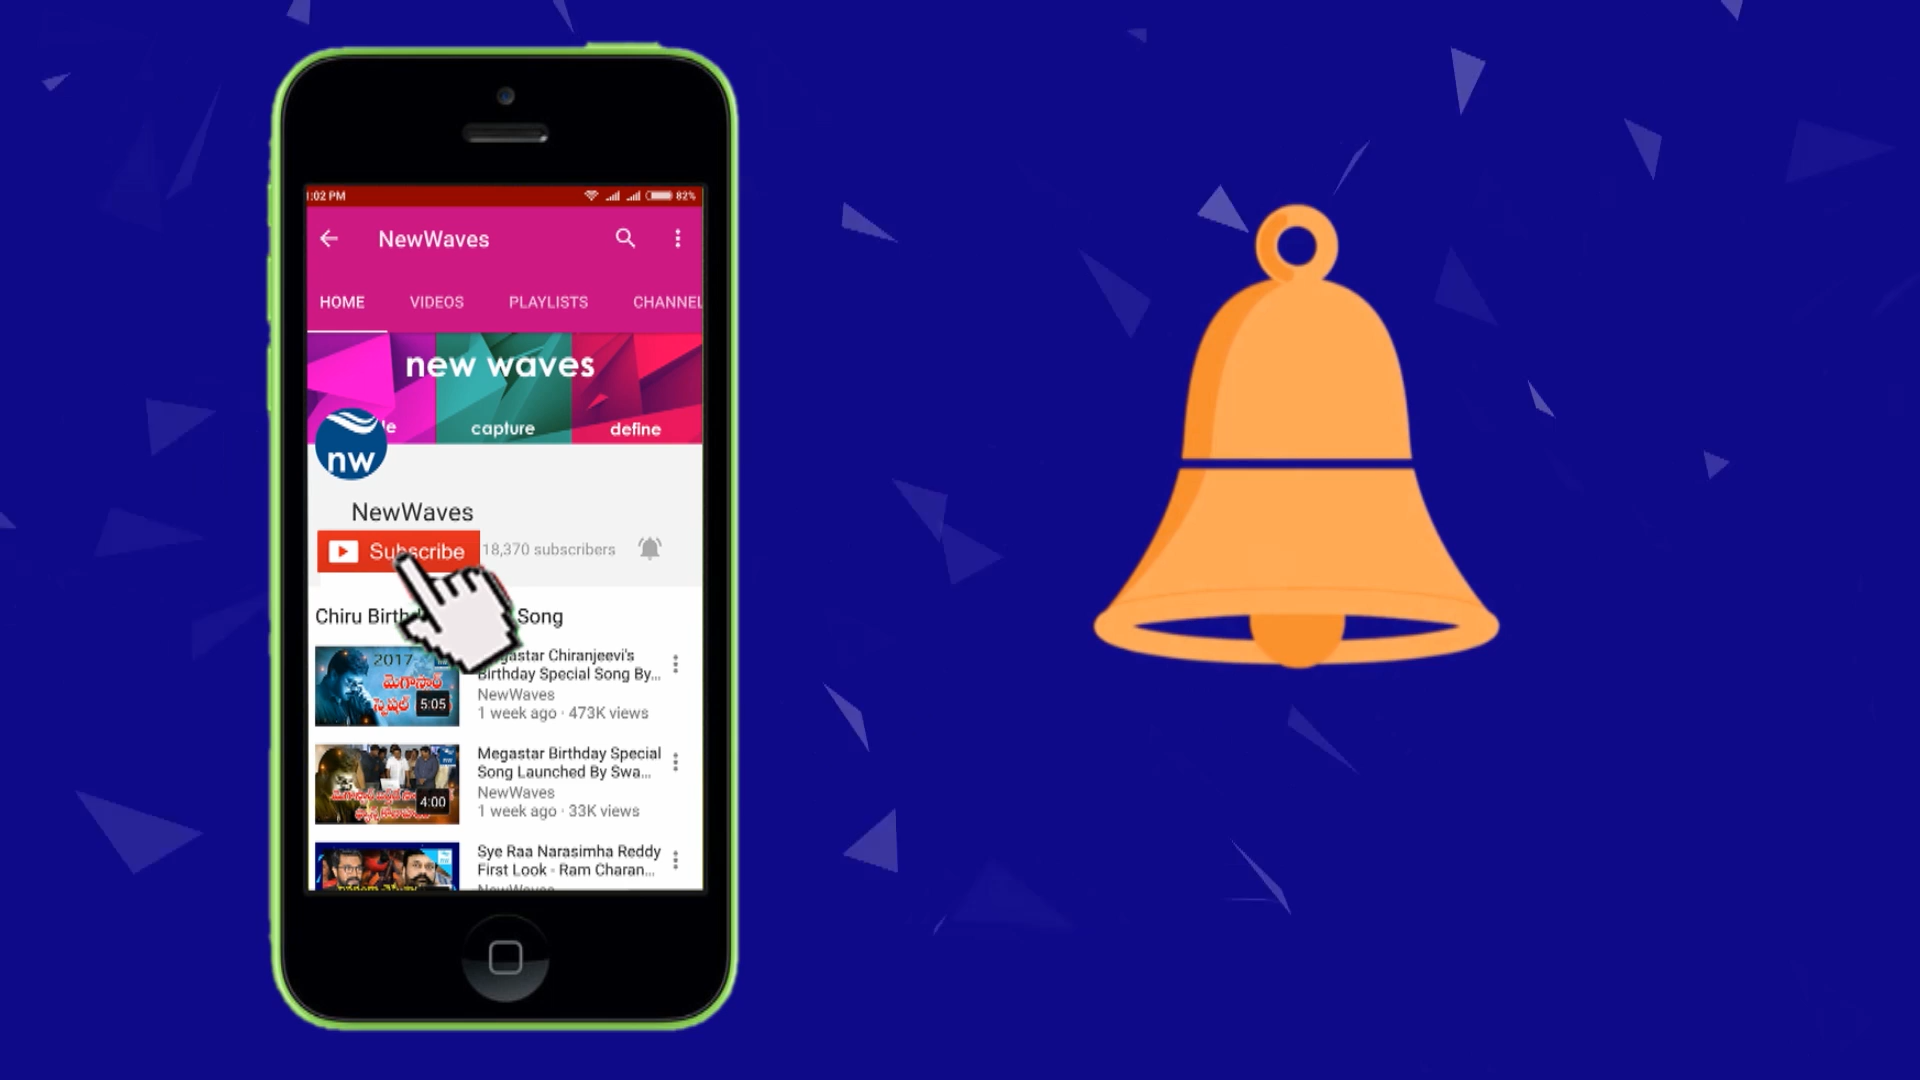 1:02 PM 82%
NewWaves
HOME VIDEOS PLAYLISTS CHANNEL
new waves
capture define
nw
NewWaves
Subscribe 18,370 subscribers
Chiru Birth Song
2017
మెగాస్టార్
స్పెషల్
5:05
Chiranjeevi's
Birthday Special Song By...
NewWaves
1 week ago · 473K views
4:00
Megastar Birthday Special
Song Launched By Swa...
NewWaves
1 week ago · 33K views
Sye Raa Narasimha Reddy
First Look - Ram Charan...
NewWaves